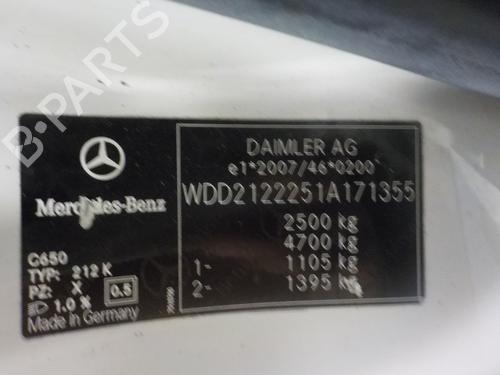 DAIMLER AG
e1*2007/46*0200
WDD2122251A171355
2500 kg
4700 kg
1- 1105 kg
2- 1395 kg
Mercedes-Benz
C650
TYP: 212 K
PZ: X
1.0 % 0.5
Made in Germany
B-PARTS